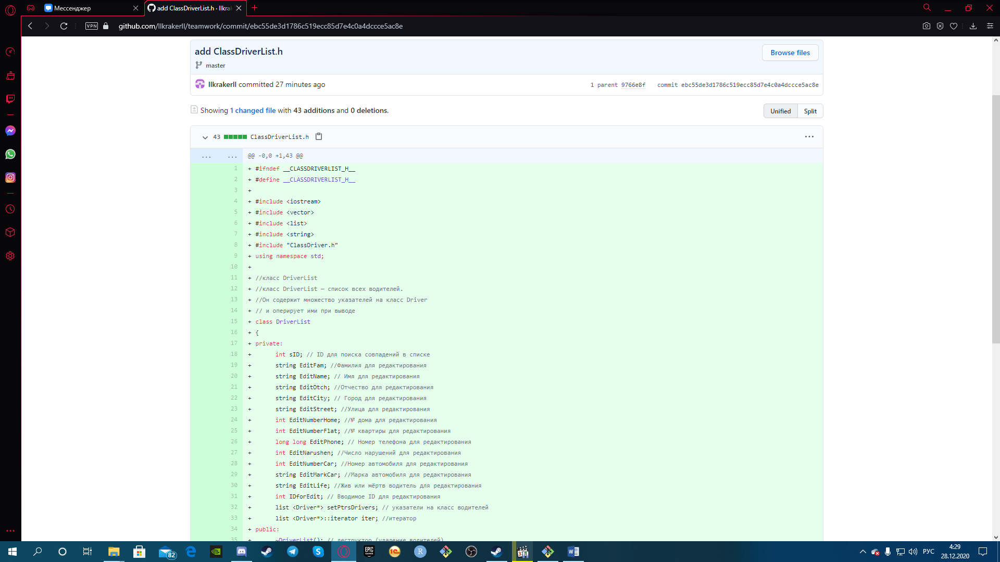 Мессенджер
add ClassDriverList.h · llkrak
VPN
github.com/llkrakerll/teamwork/commit/ebc55de3d1786c519ecc85d7e4c0a4dccce5ac8e
add ClassDriverList.h
Browse files
master
llkrakerll committed 27 minutes ago
1 parent 9766e8f commit ebc55de3d1786c519ecc85d7e4c0a4dccce5ac8e
Showing 1 changed file with 43 additions and 0 deletions.
Unified Split
43 ClassDriverList.h
... ... @@ -0,0 +1,43 @@
1 + #ifndef __CLASSDRIVERLIST_H__
2 + #define __CLASSDRIVERLIST_H__
3 +
4 + #include <iostream>
5 + #include <vector>
6 + #include <list>
7 + #include <string>
8 + #include "ClassDriver.h"
9 + using namespace std;
10 +
11 + //класс DriverList
12 + //класс DriverList — список всех водителей.
13 + //Он содержит множество указателей на класс Driver
14 + // и оперирует ими при выводе
15 + class DriverList
16 + {
17 + private:
18 + int sID; // ID для поиска совпадений в списке
19 + string EditFam; //Фамилия для редактирования
20 + string EditName; // Имя для редактирования
21 + string EditOtch; //Отчество для редактирования
22 + string EditCity; // Город для редактирования
23 + string EditStreet; //Улица для редактирования
24 + int EditNumberHome; //№ дома для редактирования
25 + int EditNumberFlat; //№ квартиры для редактирования
26 + long long EditPhone; // Номер телефона для редактирования
27 + int EditNarushen; //Число нарушений для редактирования
28 + int EditNumberCar; //Номер автомобиля для редактирования
29 + string EditMarkCar; //Марка автомобиля для редактирования
30 + string EditLife; //Жив или мёртв водитель для редактирования
31 + int IDforEdit; // Вводимое ID для редактирования
32 + list <Driver*> setPtrsDrivers; // указатели на класс водителей
33 + list <Driver*>::iterator iter; //итератор
34 + public:
35 + ~DriverList(); // деструктор (удаление водителей)
82
EPIC GAMES
1C
R
321
РУС
4:29
28.12.2020